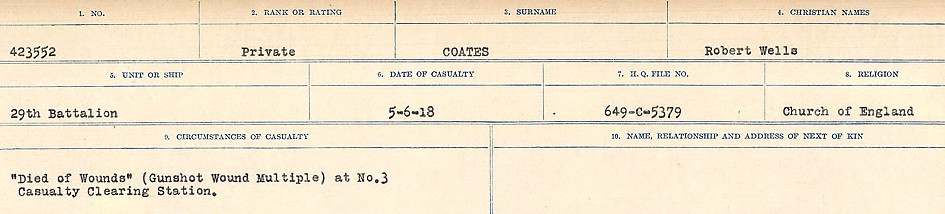 1. NO. 2. RANK OR RATING 3. SURNAME 4. CHRISTIAN NAMES
423552 Private COATES Robert Wells
5. UNIT OR SHIP 6. DATE OF CASUALTY 7. H.Q. FILE NO. 8. RELIGION
29th Battalion 5-6-18 649-C-5379 Church of England
9. CIRCUMSTANCES OF CASUALTY 10. NAME, RELATIONSHIP AND ADDRESS OF NEXT OF KIN
"Died of Wounds" (Gunshot Wound Multiple) at No.3
Casualty Clearing Station.